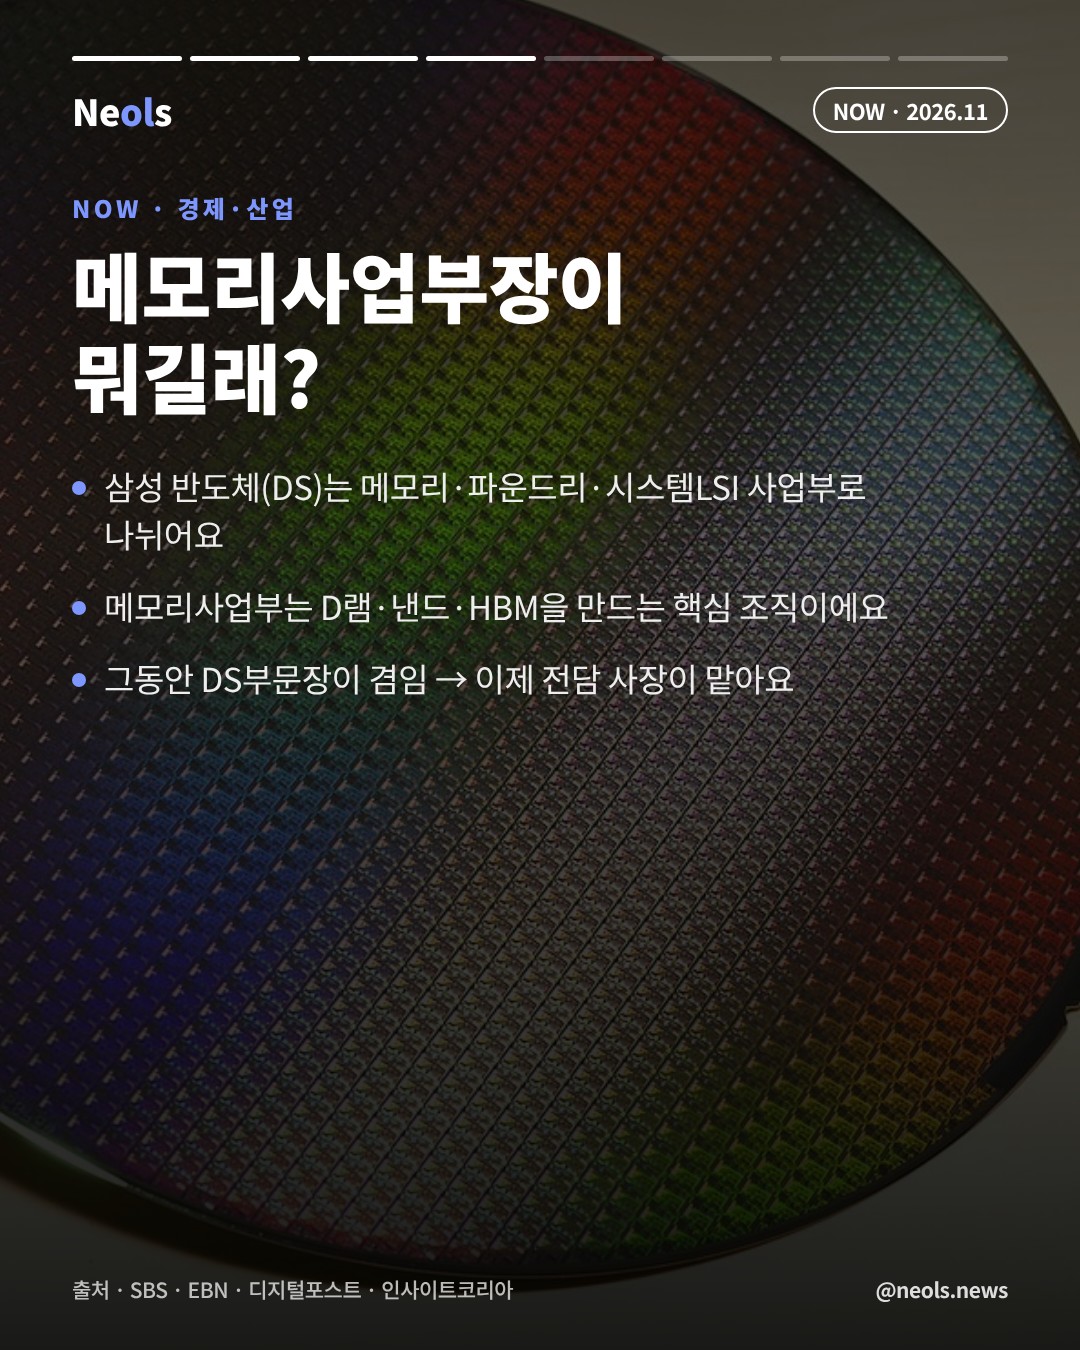 Neols
NOW · 2026.11
NOW · 경제·산업
메모리사업부장이
뭐길래?
삼성 반도체(DS)는 메모리·파운드리·시스템LSI 사업부로
나뉘어요
메모리사업부는 D램·낸드·HBM을 만드는 핵심 조직이에요
그동안 DS부문장이 겸임 → 이제 전담 사장이 맡아요
출처 · SBS · EBN · 디지털포스트 · 인사이트코리아
@neols.news